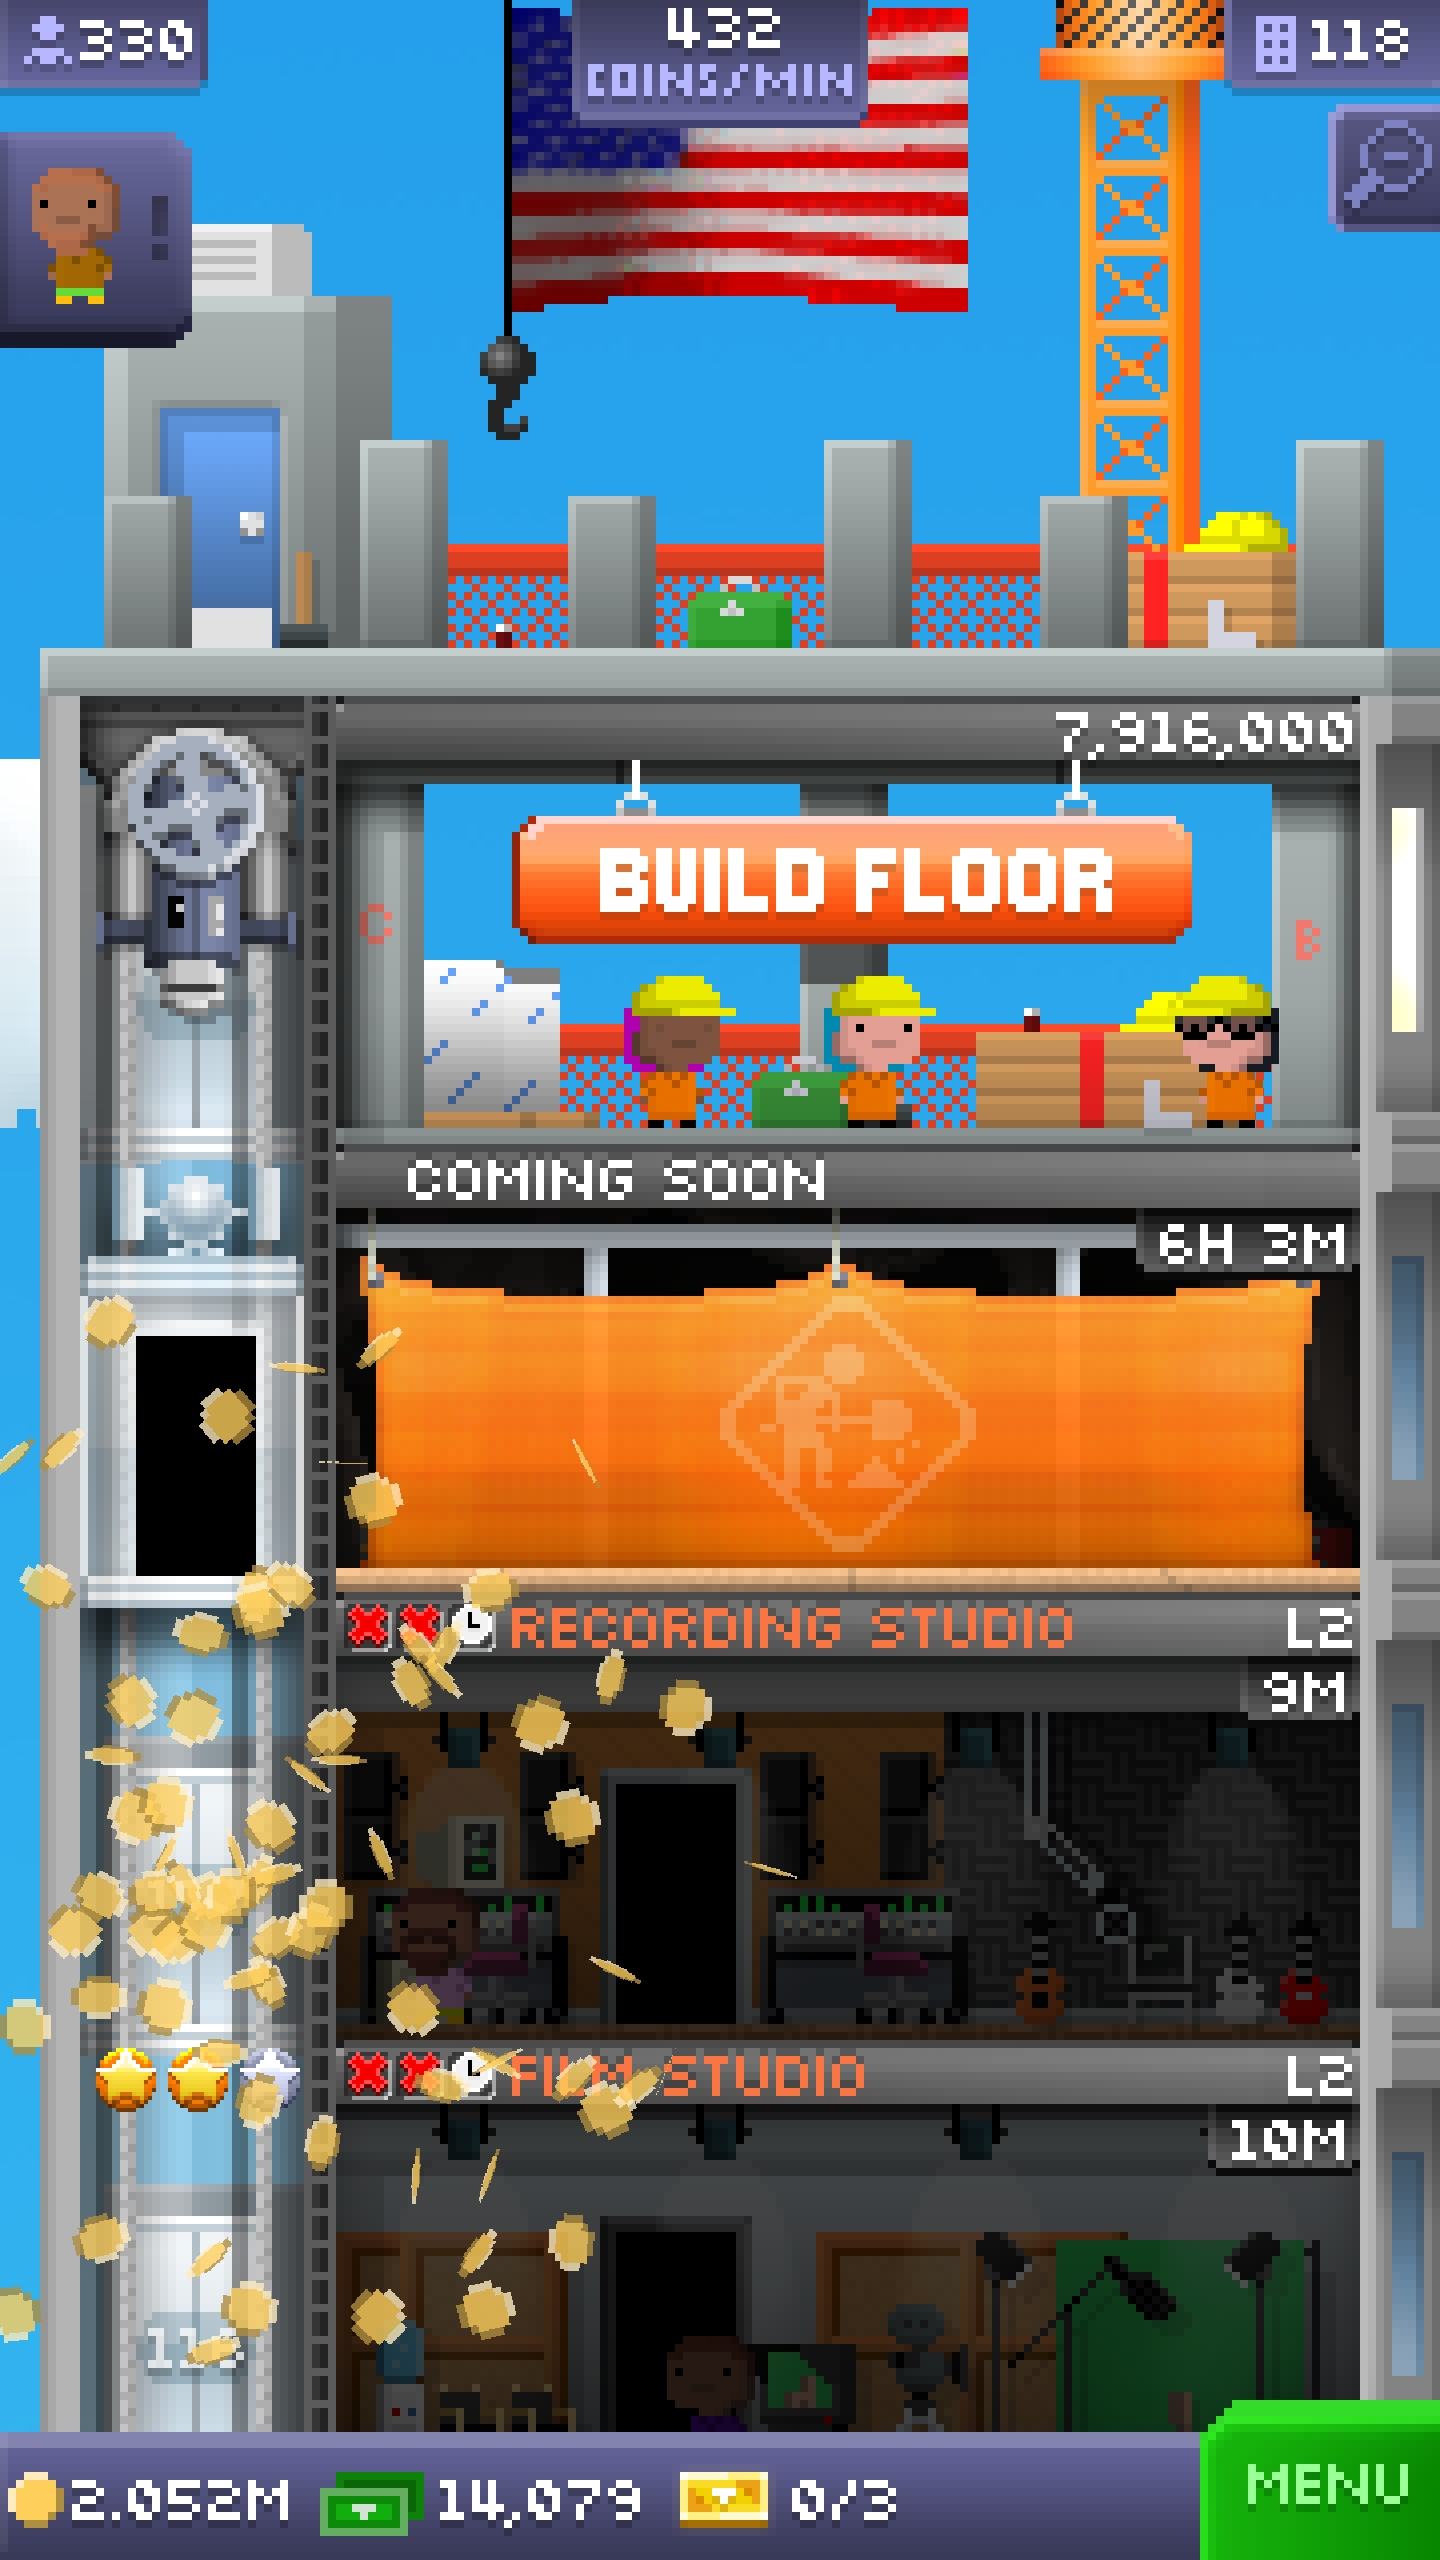 330
432
COINS/MIN
118
!
7,916,000
BUILD FLOOR
C
B
COMING SOON
6H 3M
RECORDING STUDIO L2
9M
FILM STUDIO L2
10M
2.052M 14,079 0/3
MENU